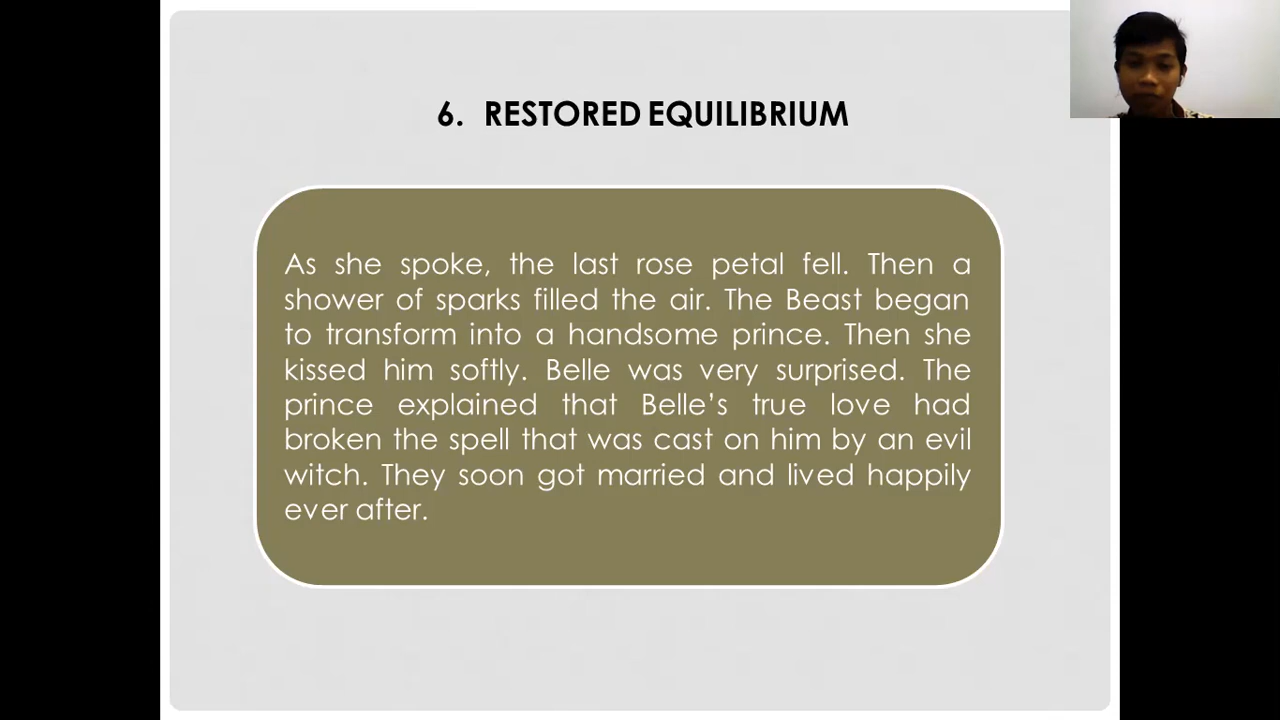 6. RESTORED EQUILIBRIUM
As she spoke, the last rose petal fell. Then a
shower of sparks filled the air. The Beast began
to transform into a handsome prince. Then she
kissed him softly. Belle was very surprised. The
prince explained that Belle’s true love had
broken the spell that was cast on him by an evil
witch. They soon got married and lived happily
ever after.